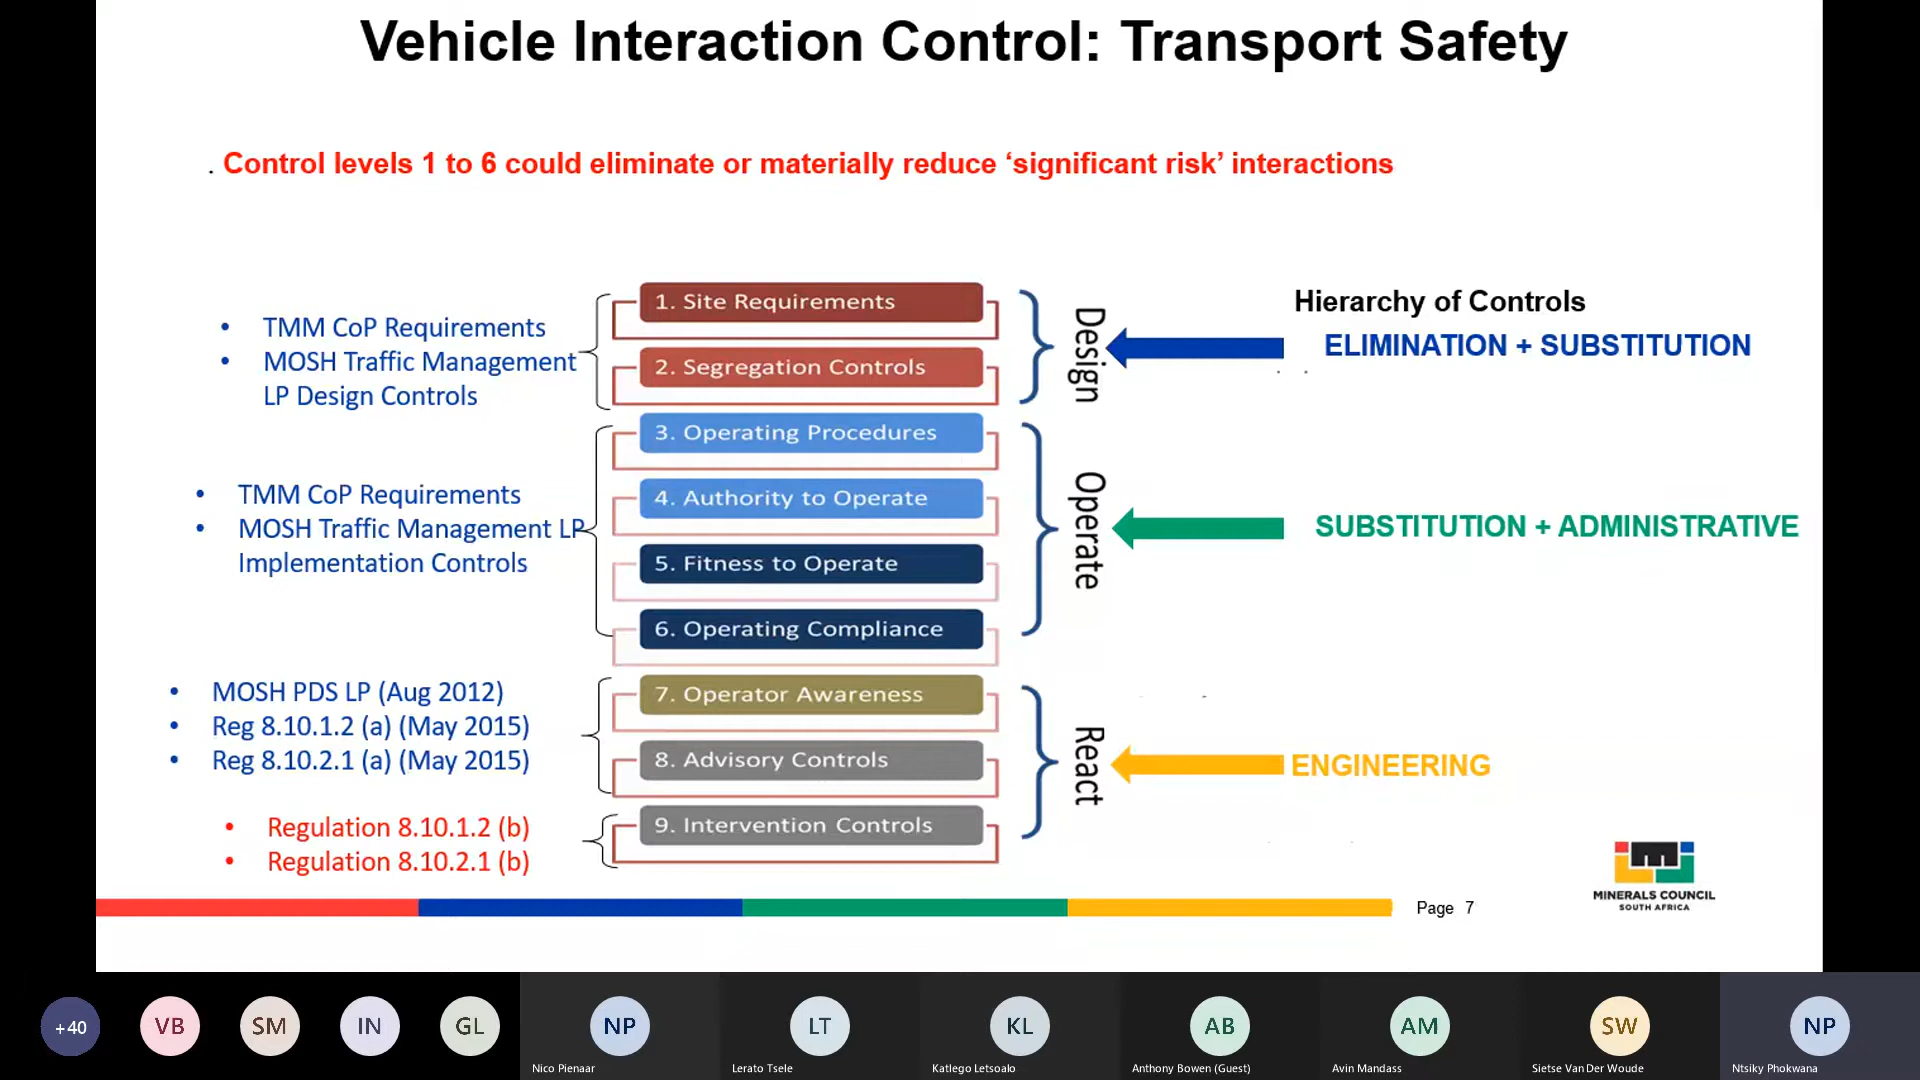 Vehicle Interaction Control: Transport Safety
. Control levels 1 to 6 could eliminate or materially reduce ‘significant risk’ interactions
• TMM CoP Requirements
• MOSH Traffic Management
LP Design Controls
• TMM CoP Requirements
• MOSH Traffic Management LP
Implementation Controls
• MOSH PDS LP (Aug 2012)
• Reg 8.10.1.2 (a) (May 2015)
• Reg 8.10.2.1 (a) (May 2015)
• Regulation 8.10.1.2 (b)
• Regulation 8.10.2.1 (b)
1. Site Requirements
2. Segregation Controls
3. Operating Procedures
4. Authority to Operate
5. Fitness to Operate
6. Operating Compliance
7. Operator Awareness
8. Advisory Controls
9. Intervention Controls
Design
Operate
React
Hierarchy of Controls
ELIMINATION + SUBSTITUTION
SUBSTITUTION + ADMINISTRATIVE
ENGINEERING
MINERALS COUNCIL
SOUTH AFRICA
Page 7
+40
VB
SM
IN
GL
NP
Nico Pienaar
LT
Lerato Tsele
KL
Katlego Letsoalo
AB
Anthony Bowen (Guest)
AM
Avin Mandass
SW
Sietse Van Der Woude
NP
Ntsiky Phokwana